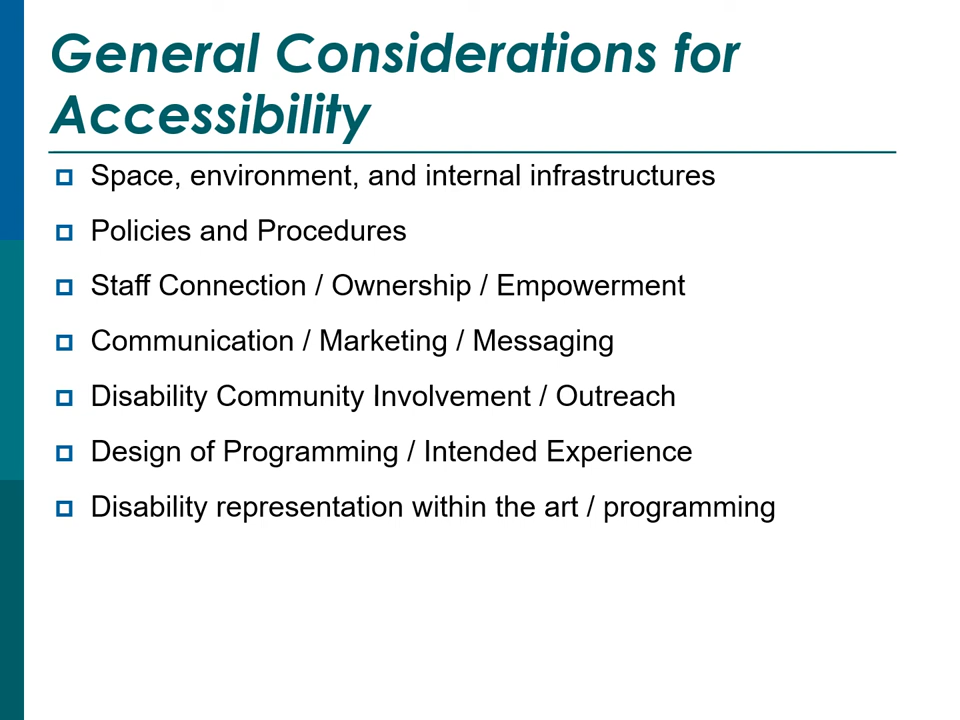 General Considerations for
Accessibility
Space, environment, and internal infrastructures
Policies and Procedures
Staff Connection / Ownership / Empowerment
Communication / Marketing / Messaging
Disability Community Involvement / Outreach
Design of Programming / Intended Experience
Disability representation within the art / programming